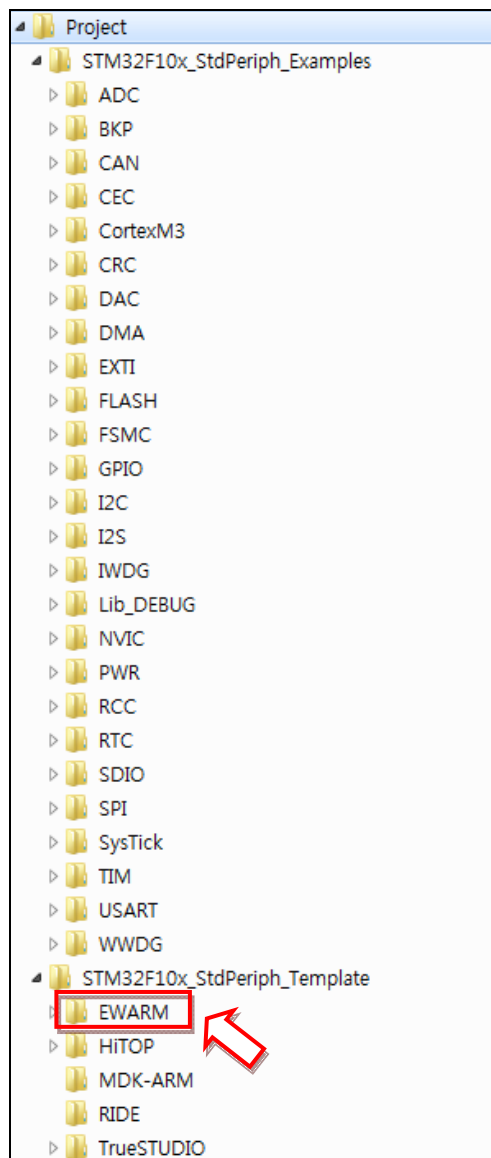 Project
STM32F10x_StdPeriph_Examples
ADC
BKP
CAN
CEC
CortexM3
CRC
DAC
DMA
EXTI
FLASH
FSMC
GPIO
I2C
I2S
IWDG
Lib_DEBUG
NVIC
PWR
RCC
RTC
SDIO
SPI
SysTick
TIM
USART
WWDG
STM32F10x_StdPeriph_Template
EWARM
HiTOP
MDK-ARM
RIDE
TrueSTUDIO